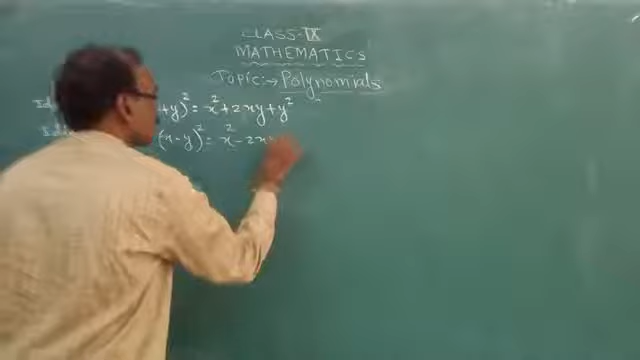 CLASS-IX
MATHEMATICS
Topic:→ Polynomials
+y)² = x²+2xy+y²
(x-y)² = x²-2x